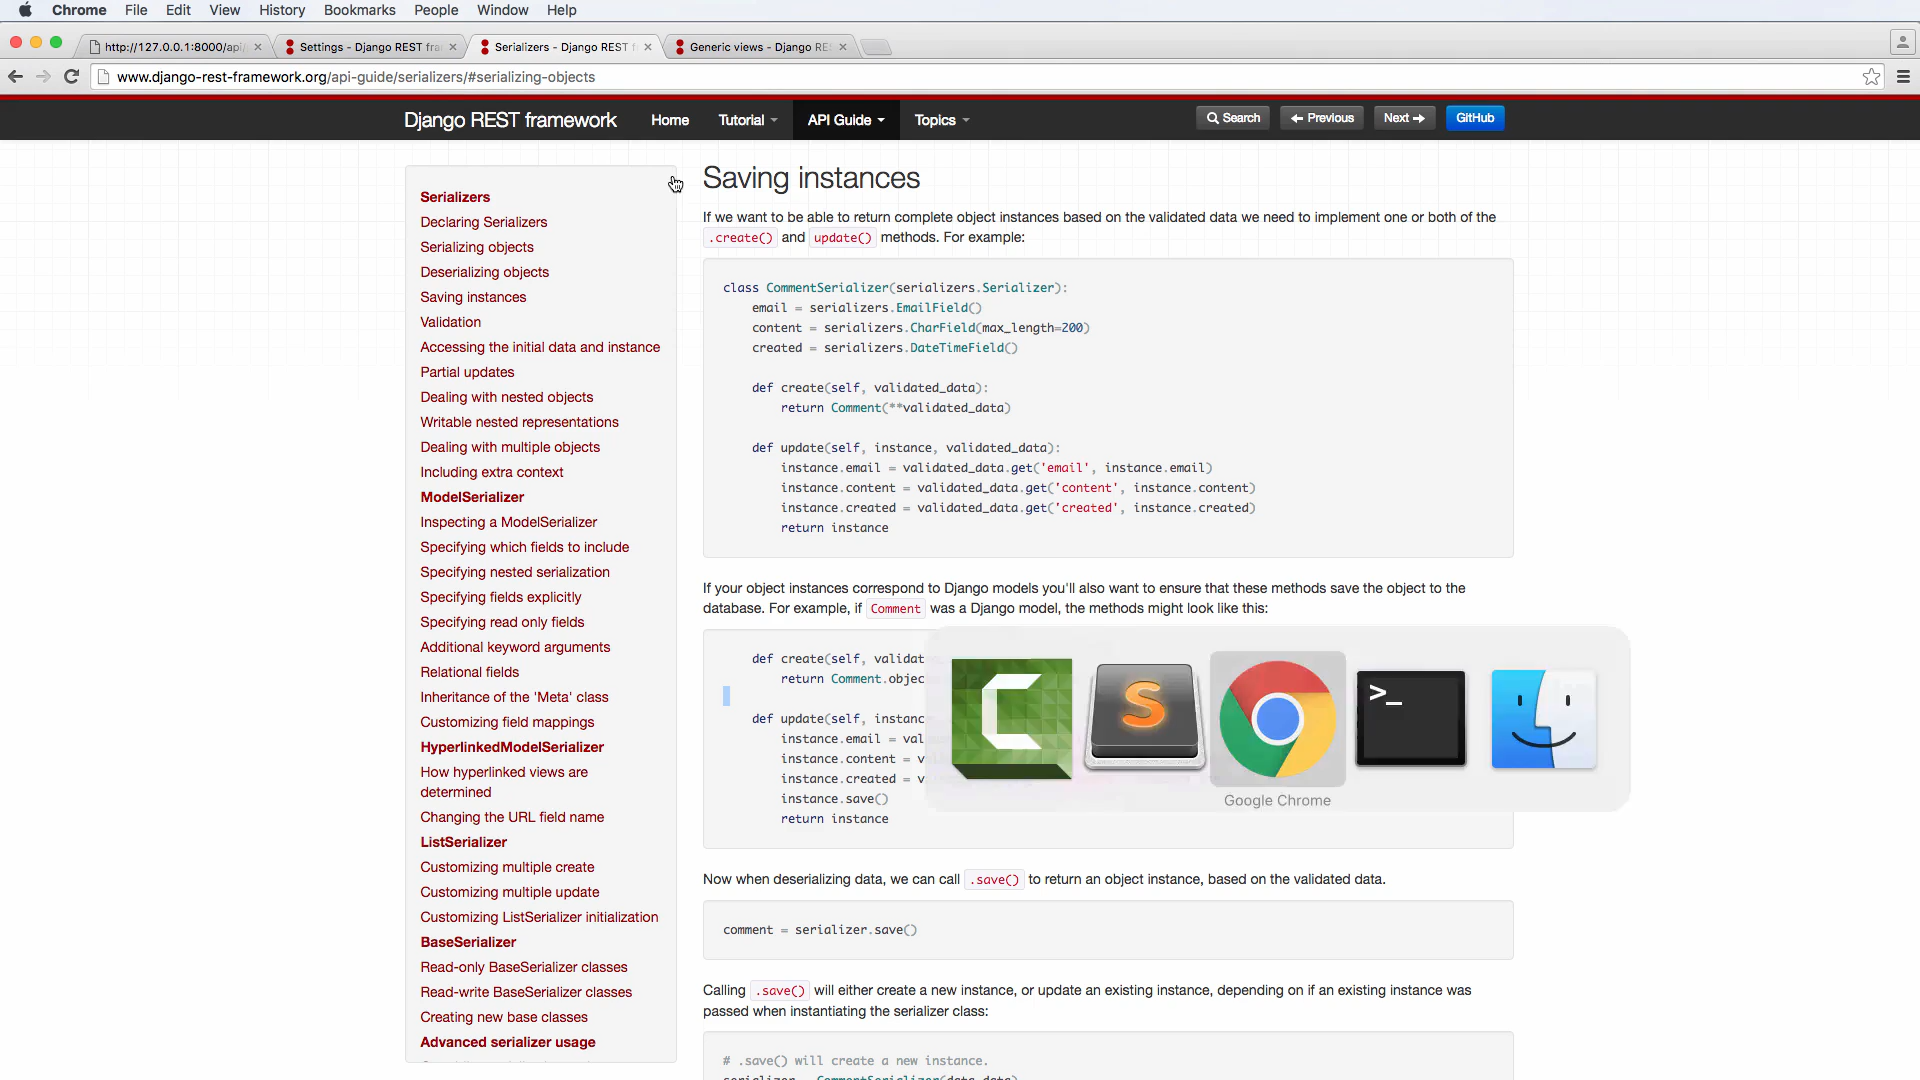 Chrome File Edit View History Bookmarks People Window Help
http://127.0.0.1:8000/api/
Settings - Django REST fra
Serializers - Django REST f
Generic views - Django RE
www.django-rest-framework.org/api-guide/serializers/#serializing-objects
Django REST framework Home Tutorial API Guide Topics Search Previous Next GitHub
Serializers
Declaring Serializers
Serializing objects
Deserializing objects
Saving instances
Validation
Accessing the initial data and instance
Partial updates
Dealing with nested objects
Writable nested representations
Dealing with multiple objects
Including extra context
ModelSerializer
Inspecting a ModelSerializer
Specifying which fields to include
Specifying nested serialization
Specifying fields explicitly
Specifying read only fields
Additional keyword arguments
Relational fields
Inheritance of the 'Meta' class
Customizing field mappings
HyperlinkedModelSerializer
How hyperlinked views are
determined
Changing the URL field name
ListSerializer
Customizing multiple create
Customizing multiple update
Customizing ListSerializer initialization
BaseSerializer
Read-only BaseSerializer classes
Read-write BaseSerializer classes
Creating new base classes
Advanced serializer usage
Saving instances
If we want to be able to return complete object instances based on the validated data we need to implement one or both of the
.create() and update() methods. For example:
class CommentSerializer(serializers.Serializer):
email = serializers.EmailField()
content = serializers.CharField(max_length=200)
created = serializers.DateTimeField()
def create(self, validated_data):
return Comment(**validated_data)
def update(self, instance, validated_data):
instance.email = validated_data.get('email', instance.email)
instance.content = validated_data.get('content', instance.content)
instance.created = validated_data.get('created', instance.created)
return instance
If your object instances correspond to Django models you'll also want to ensure that these methods save the object to the
database. For example, if Comment was a Django model, the methods might look like this:
def create(self, validat
return Comment.objec
def update(self, instanc
instance.email = val
instance.content = v
instance.created = v
instance.save()
return instance
Google Chrome
Now when deserializing data, we can call .save() to return an object instance, based on the validated data.
comment = serializer.save()
Calling .save() will either create a new instance, or update an existing instance, depending on if an existing instance was
passed when instantiating the serializer class:
# .save() will create a new instance.